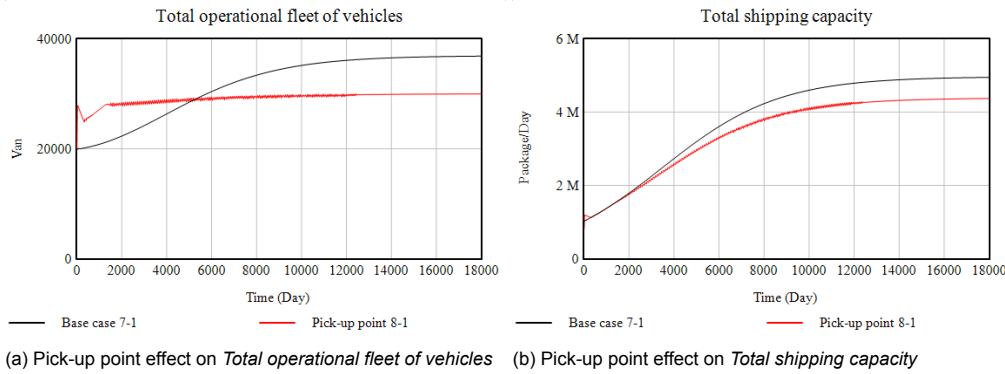 Total operational fleet of vehicles
40000
20000
0
Van
0 2000 4000 6000 8000 10000 12000 14000 16000 18000
Time (Day)
Base case 7-1 Pick-up point 8-1
(a) Pick-up point effect on Total operational fleet of vehicles
Total shipping capacity
6 M
4 M
2 M
0
Package/Day
0 2000 4000 6000 8000 10000 12000 14000 16000 18000
Time (Day)
Base case 7-1 Pick-up point 8-1
(b) Pick-up point effect on Total shipping capacity